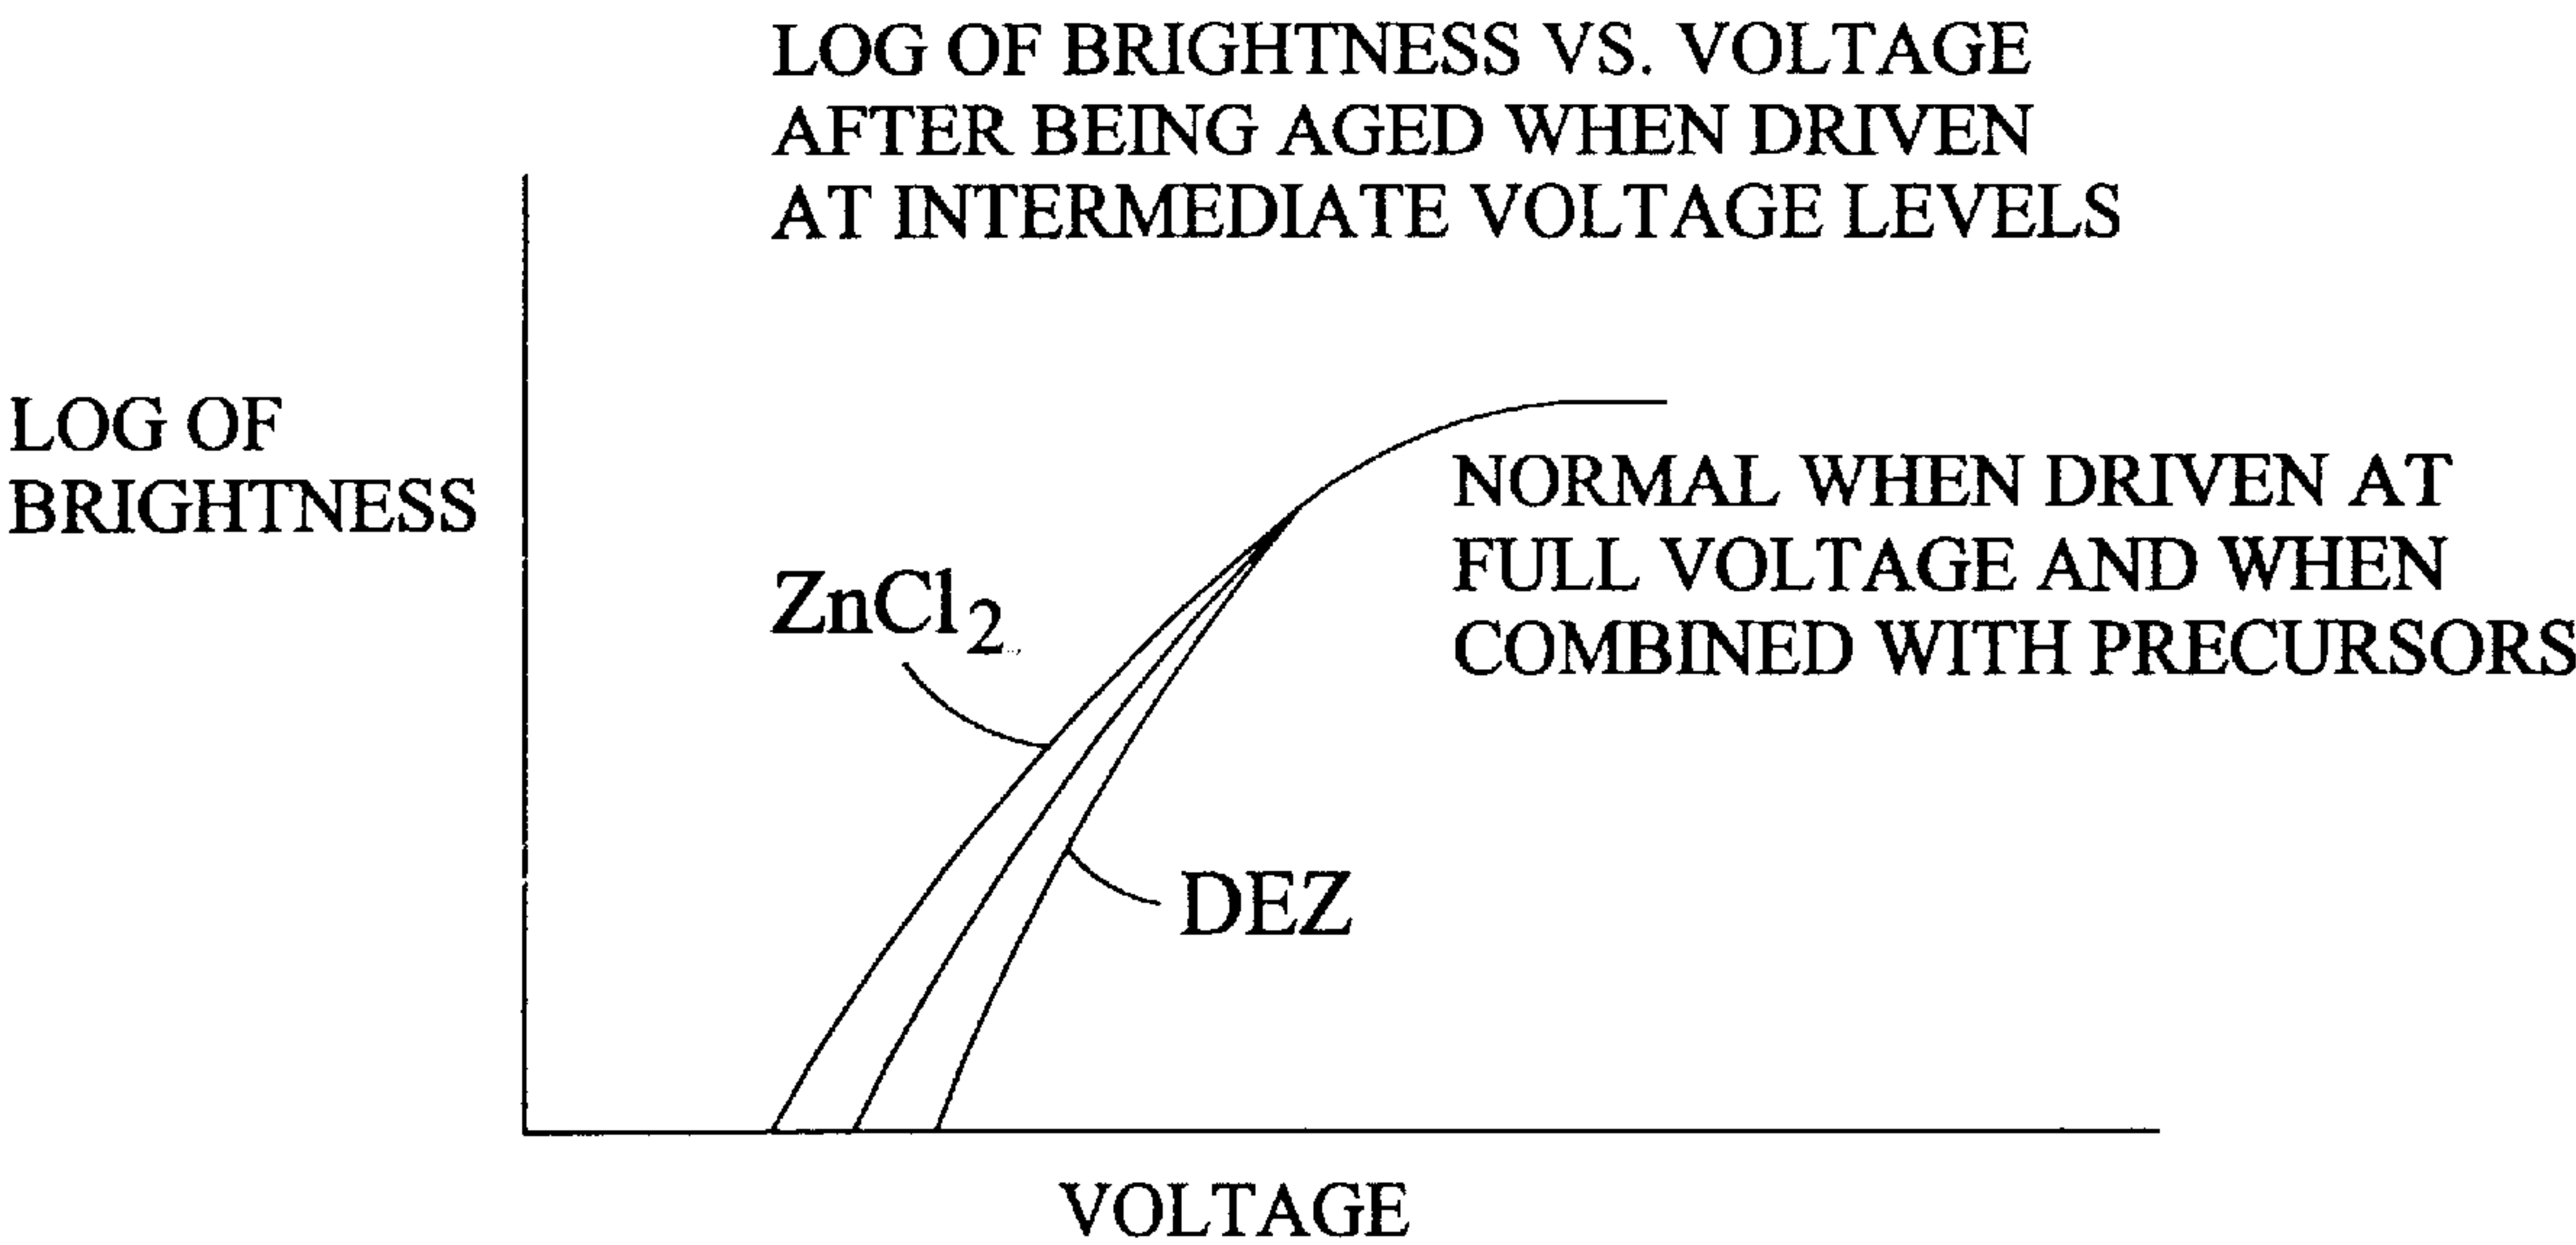 LOG OF BRIGHTNESS VS. VOLTAGE
AFTER BEING AGED WHEN DRIVEN
AT INTERMEDIATE VOLTAGE LEVELS
LOG OF
BRIGHTNESS
NORMAL WHEN DRIVEN AT
FULL VOLTAGE AND WHEN
COMBINED WITH PRECURSORS
ZnCl₂
DEZ
VOLTAGE